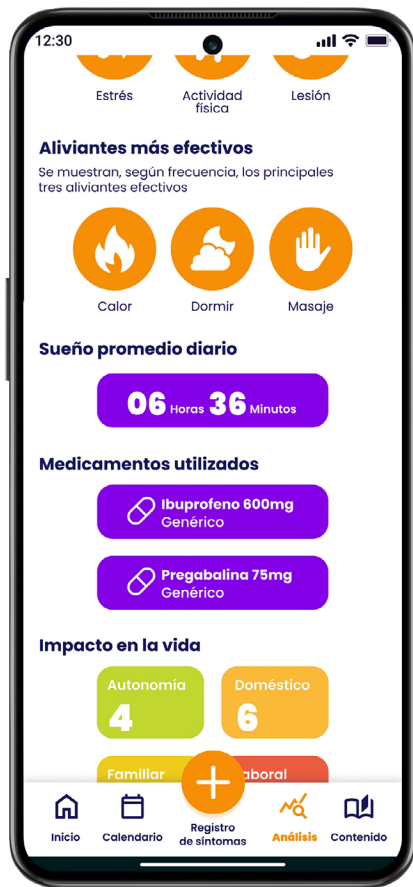 12:30
Estrés
Actividad
física
Lesión
Aliviantes más efectivos
Se muestran, según frecuencia, los principales
tres aliviantes efectivos
Calor
Dormir
Masaje
Sueño promedio diario
06 Horas 36 Minutos
Medicamentos utilizados
Ibuprofeno 600mg
Genérico
Pregabalina 75mg
Genérico
Impacto en la vida
Autonomía
4
Doméstico
6
Familiar
aboral
Inicio
Calendario
Registro
de síntomas
Análisis
Contenido